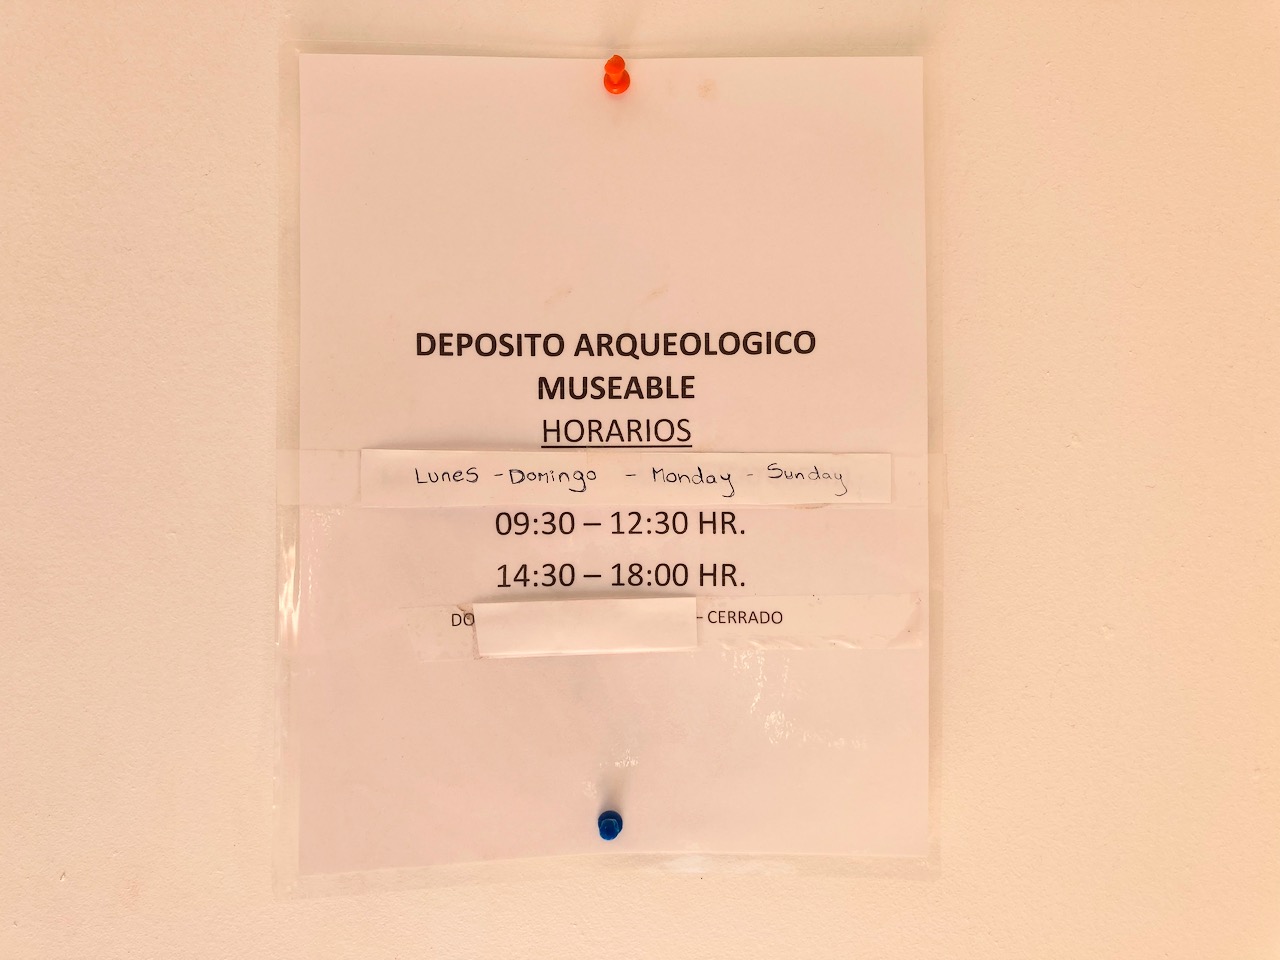 DEPOSITO ARQUEOLOGICO
MUSEABLE
HORARIOS
Lunes - Domingo - Monday - Sunday
09:30 – 12:30 HR.
14:30 – 18:00 HR.
DO – CERRADO